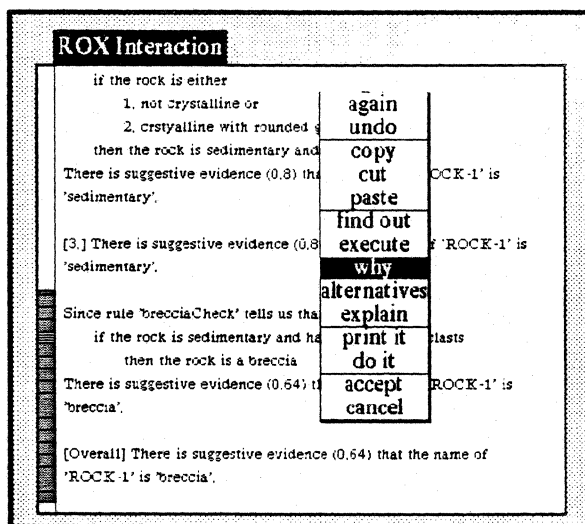 ROX Interaction
if the rock is either
1. not crystalline or
2. crstyalline with rounded
then the rock is sedimentary and
There is suggestive evidence (0.8) tha
OCK-1' is
'sedimentary'.
[3.] There is suggestive evidence (0.8
f 'ROCK-1' is
'sedimentary'.
Since rule 'brecciaCheck' tells us tha
if the rock is sedimentary and ha
lasts
then the rock is a breccia
There is suggestive evidence (0.64) t
ROCK-1' is
'breccia'.
[Overall] There is suggestive evidence (0.64) that the name of
'ROCK-1' is 'breccia'.
again
undo
copy
cut
paste
find out
execute
why
alternatives
explain
print it
do it
accept
cancel